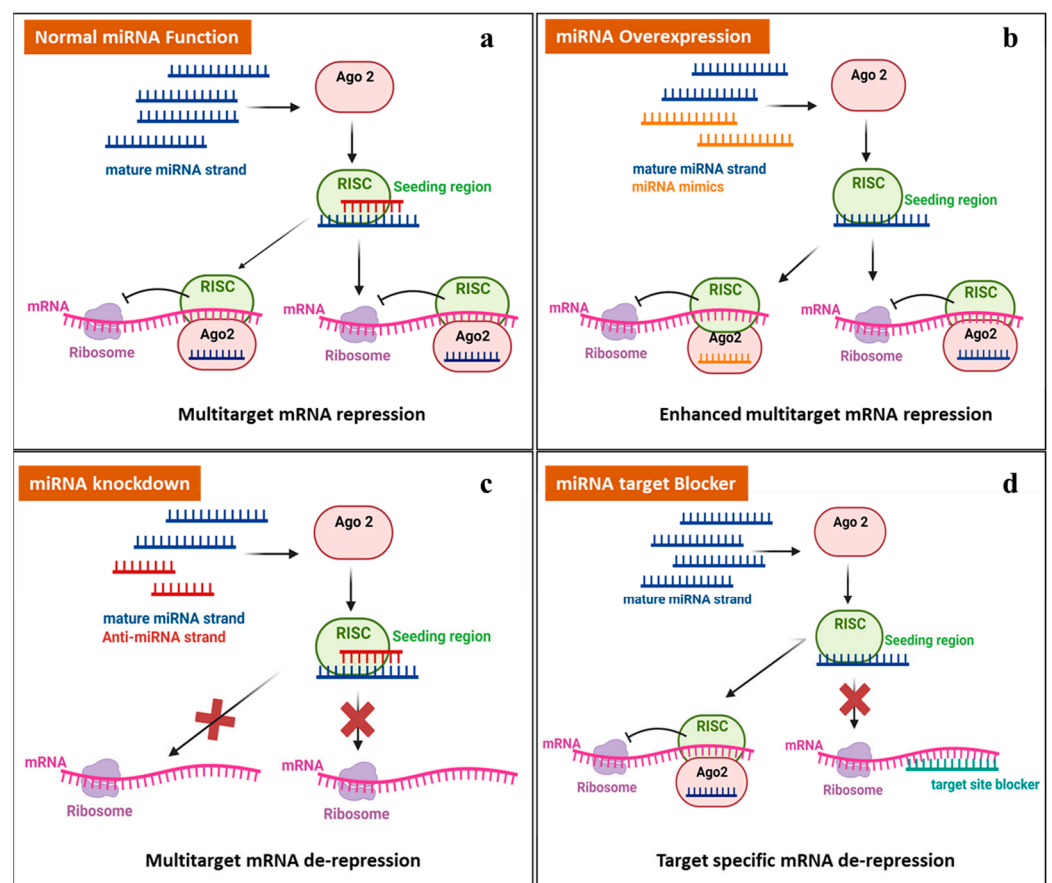 Normal miRNA Function
a
Ago 2
mature miRNA strand
RISC
Seeding region
RISC
mRNA
Ago2
Ribosome
RISC
mRNA
Ago2
Ribosome
Multitarget mRNA repression
miRNA Overexpression
b
Ago 2
mature miRNA strand
miRNA mimics
RISC
Seeding region
RISC
mRNA
Ago2
Ribosome
RISC
mRNA
Ago2
Ribosome
Enhanced multitarget mRNA repression
miRNA knockdown
c
Ago 2
mature miRNA strand
Anti-miRNA strand
RISC
Seeding region
mRNA
Ribosome
mRNA
Ribosome
Multitarget mRNA de-repression
miRNA target Blocker
d
Ago 2
mature miRNA strand
RISC
Seeding region
RISC
mRNA
Ago2
Ribosome
mRNA
Ribosome
target site blocker
Target specific mRNA de-repression